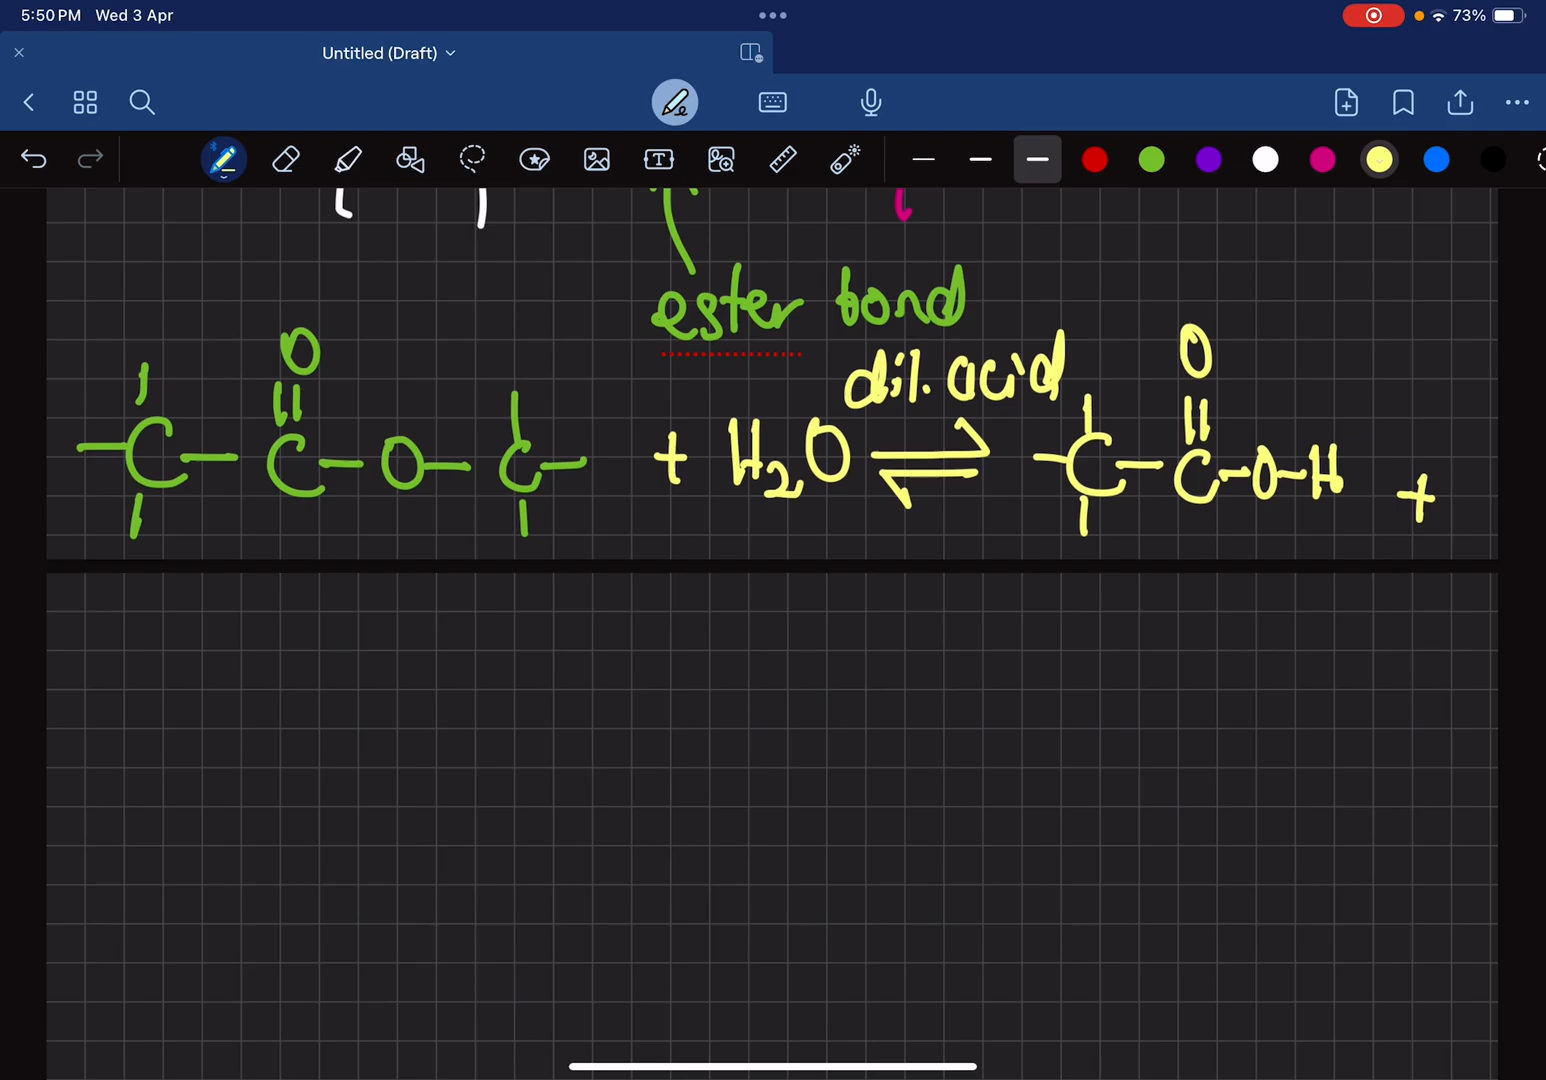 5:50 PM Wed 3 Apr
73%
Untitled (Draft)
T
ester bond
dil. acid
O O
C C O C + H₂O ⇌ C C O H +